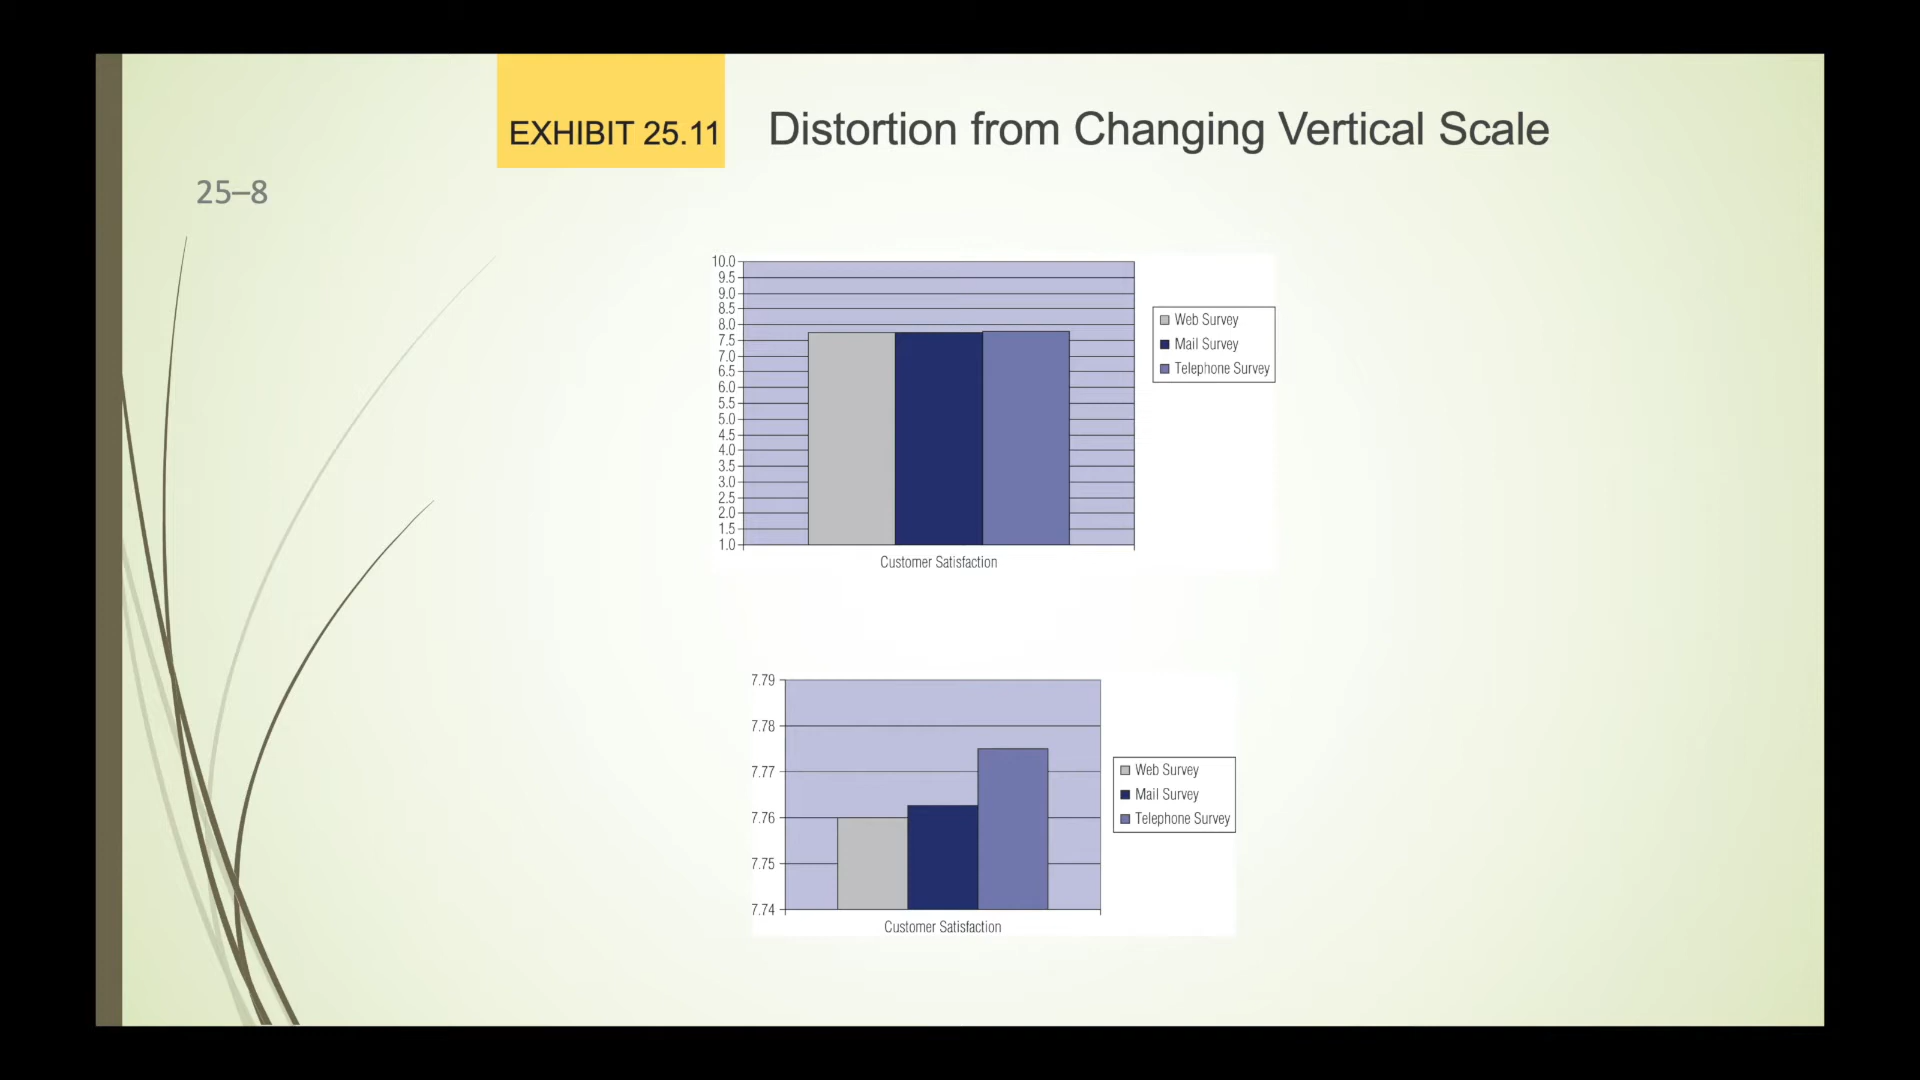 EXHIBIT 25.11
Distortion from Changing Vertical Scale
25–8
10.0
9.5
9.0
8.5
8.0
7.5
7.0
6.5
6.0
5.5
5.0
4.5
4.0
3.5
3.0
2.5
2.0
1.5
1.0
Customer Satisfaction
Web Survey
Mail Survey
Telephone Survey
7.79
7.78
7.77
7.76
7.75
7.74
Customer Satisfaction
Web Survey
Mail Survey
Telephone Survey